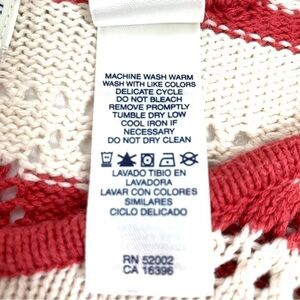 MACHINE WASH WARM
WASH WITH LIKE COLORS
DELICATE CYCLE
DO NOT BLEACH
REMOVE PROMPTLY
TUMBLE DRY LOW
COOL IRON IF
NECESSARY
DO NOT DRY CLEAN
LAVADO TIBIO EN
LAVADORA
LAVAR CON COLORES
SIMILARES
CICLO DELICADO
RN 52002
CA 16396